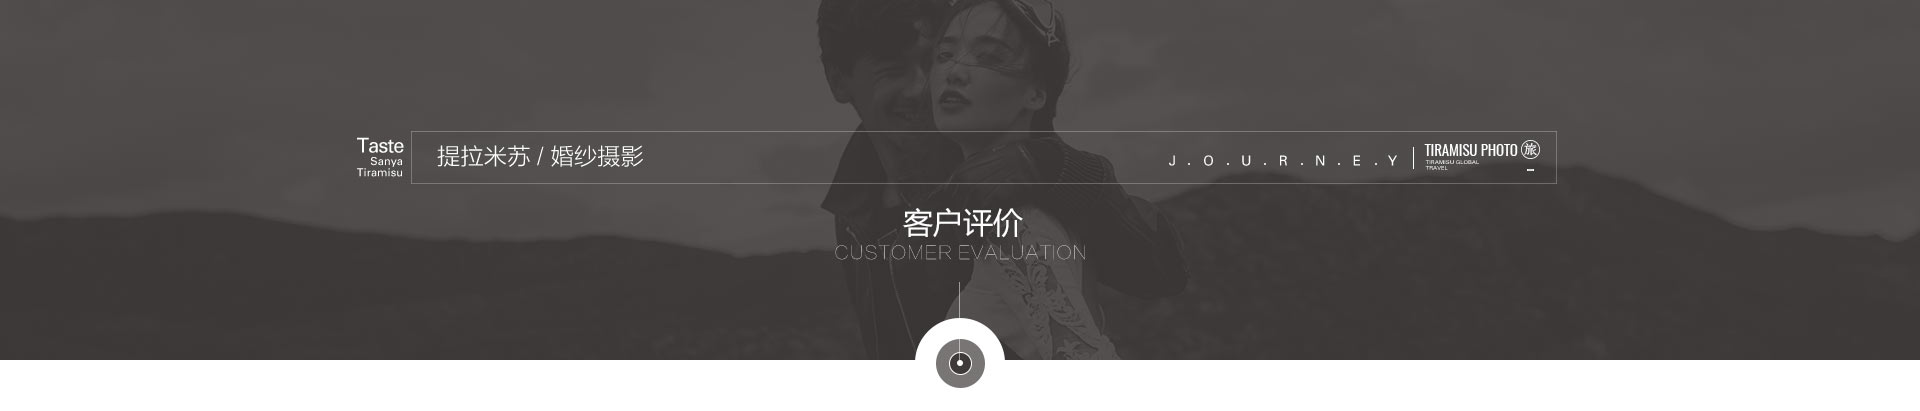 Taste
Sanya
Tiramisu
提拉米苏 / 婚纱摄影
J . O . U . R . N . E . Y
TIRAMISU PHOTO 旅
TIRAMISU GLOBAL
TRAVEL
客户评价
CUSTOMER EVALUATION